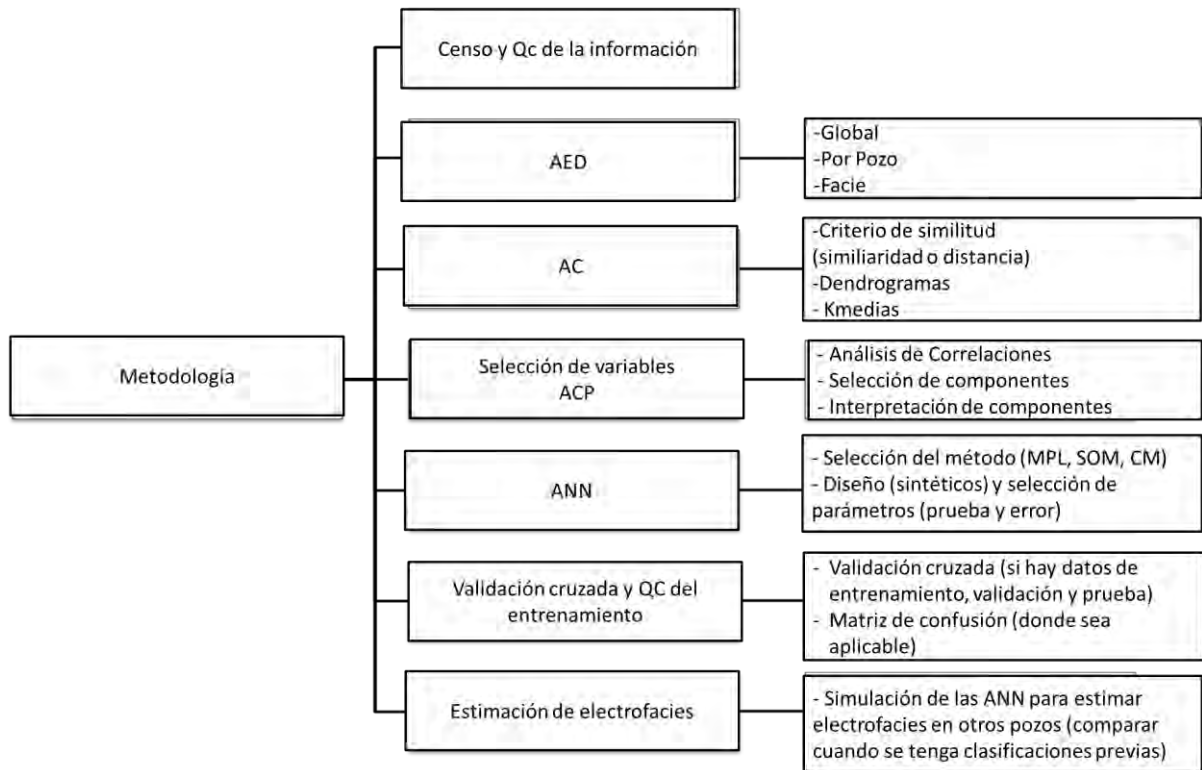 Censo y Qc de la información
AED
-Global
-Por Pozo
-Facie
AC
-Criterio de similitud
(similiaridad o distancia)
-Dendrogramas
- Kmedias
Metodología
Selección de variables
ACP
- Análisis de Correlaciones
- Selección de componentes
- Interpretación de componentes
ANN
- Selección del método (MPL, SOM, CM)
- Diseño (sintéticos) y selección de
parámetros (prueba y error)
Validación cruzada y QC del
entrenamiento
- Validación cruzada (si hay datos de
entrenamiento, validación y prueba)
- Matriz de confusión (donde sea
aplicable)
Estimación de electrofacies
- Simulación de las ANN para estimar
electrofacies en otros pozos (comparar
cuando se tenga clasificaciones previas)